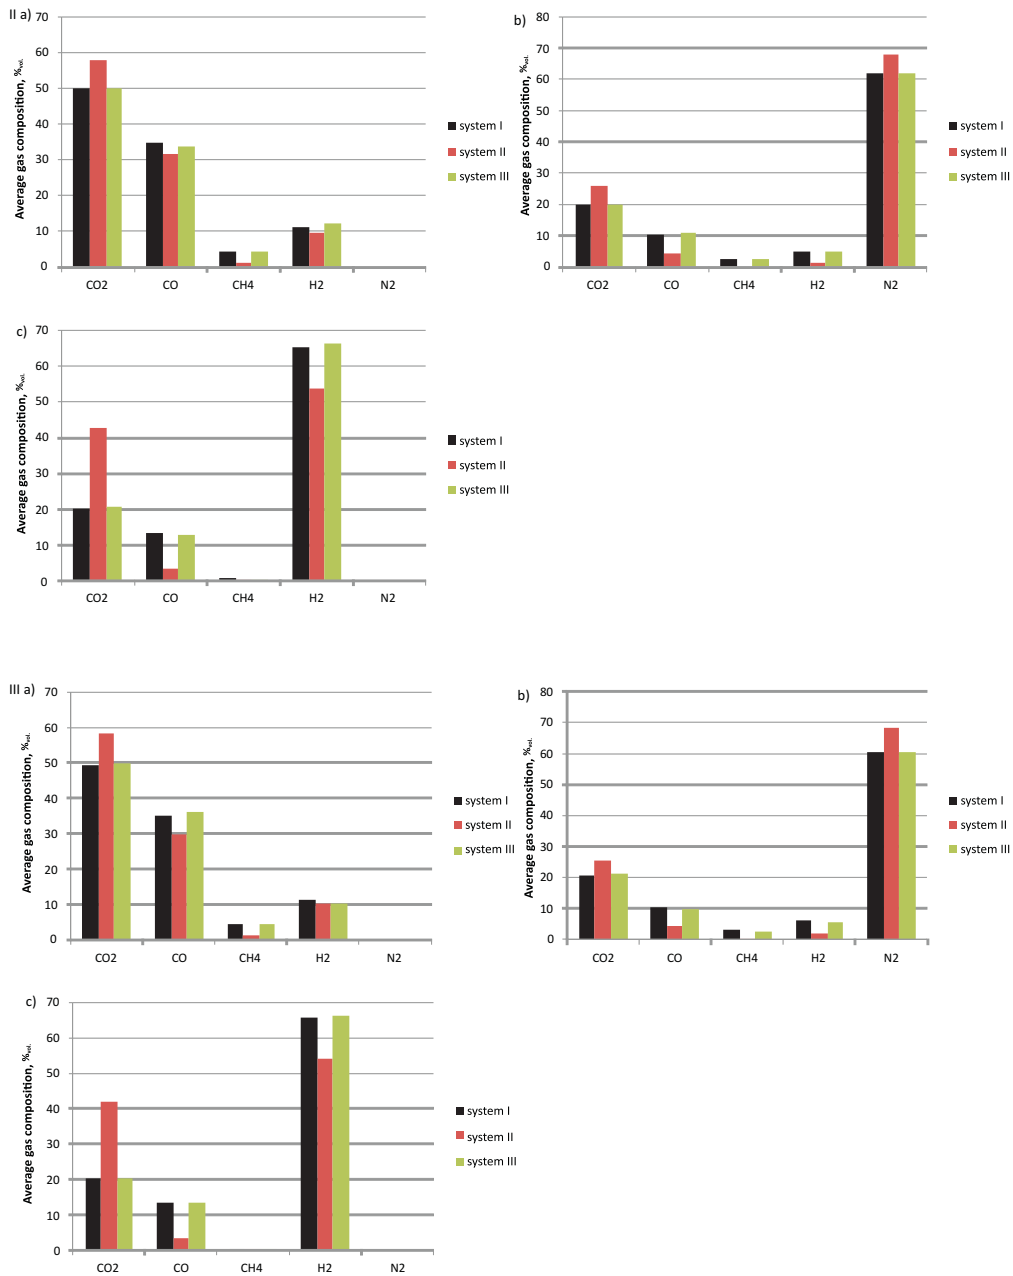 II a)
Average gas composition, %vol.
70
60
50
40
30
20
10
0
CO2 CO CH4 H2 N2
system I
system II
system III
b)
Average gas composition, %vol.
80
70
60
50
40
30
20
10
0
CO2 CO CH4 H2 N2
system I
system II
system III
c)
Average gas composition, %vol.
70
60
50
40
30
20
10
0
CO2 CO CH4 H2 N2
system I
system II
system III
III a)
Average gas composition, %vol.
70
60
50
40
30
20
10
0
CO2 CO CH4 H2 N2
system I
system II
system III
b)
Average gas composition, %vol.
80
70
60
50
40
30
20
10
0
CO2 CO CH4 H2 N2
system I
system II
system III
c)
Average gas composition, %vol.
70
60
50
40
30
20
10
0
CO2 CO CH4 H2 N2
system I
system II
system III